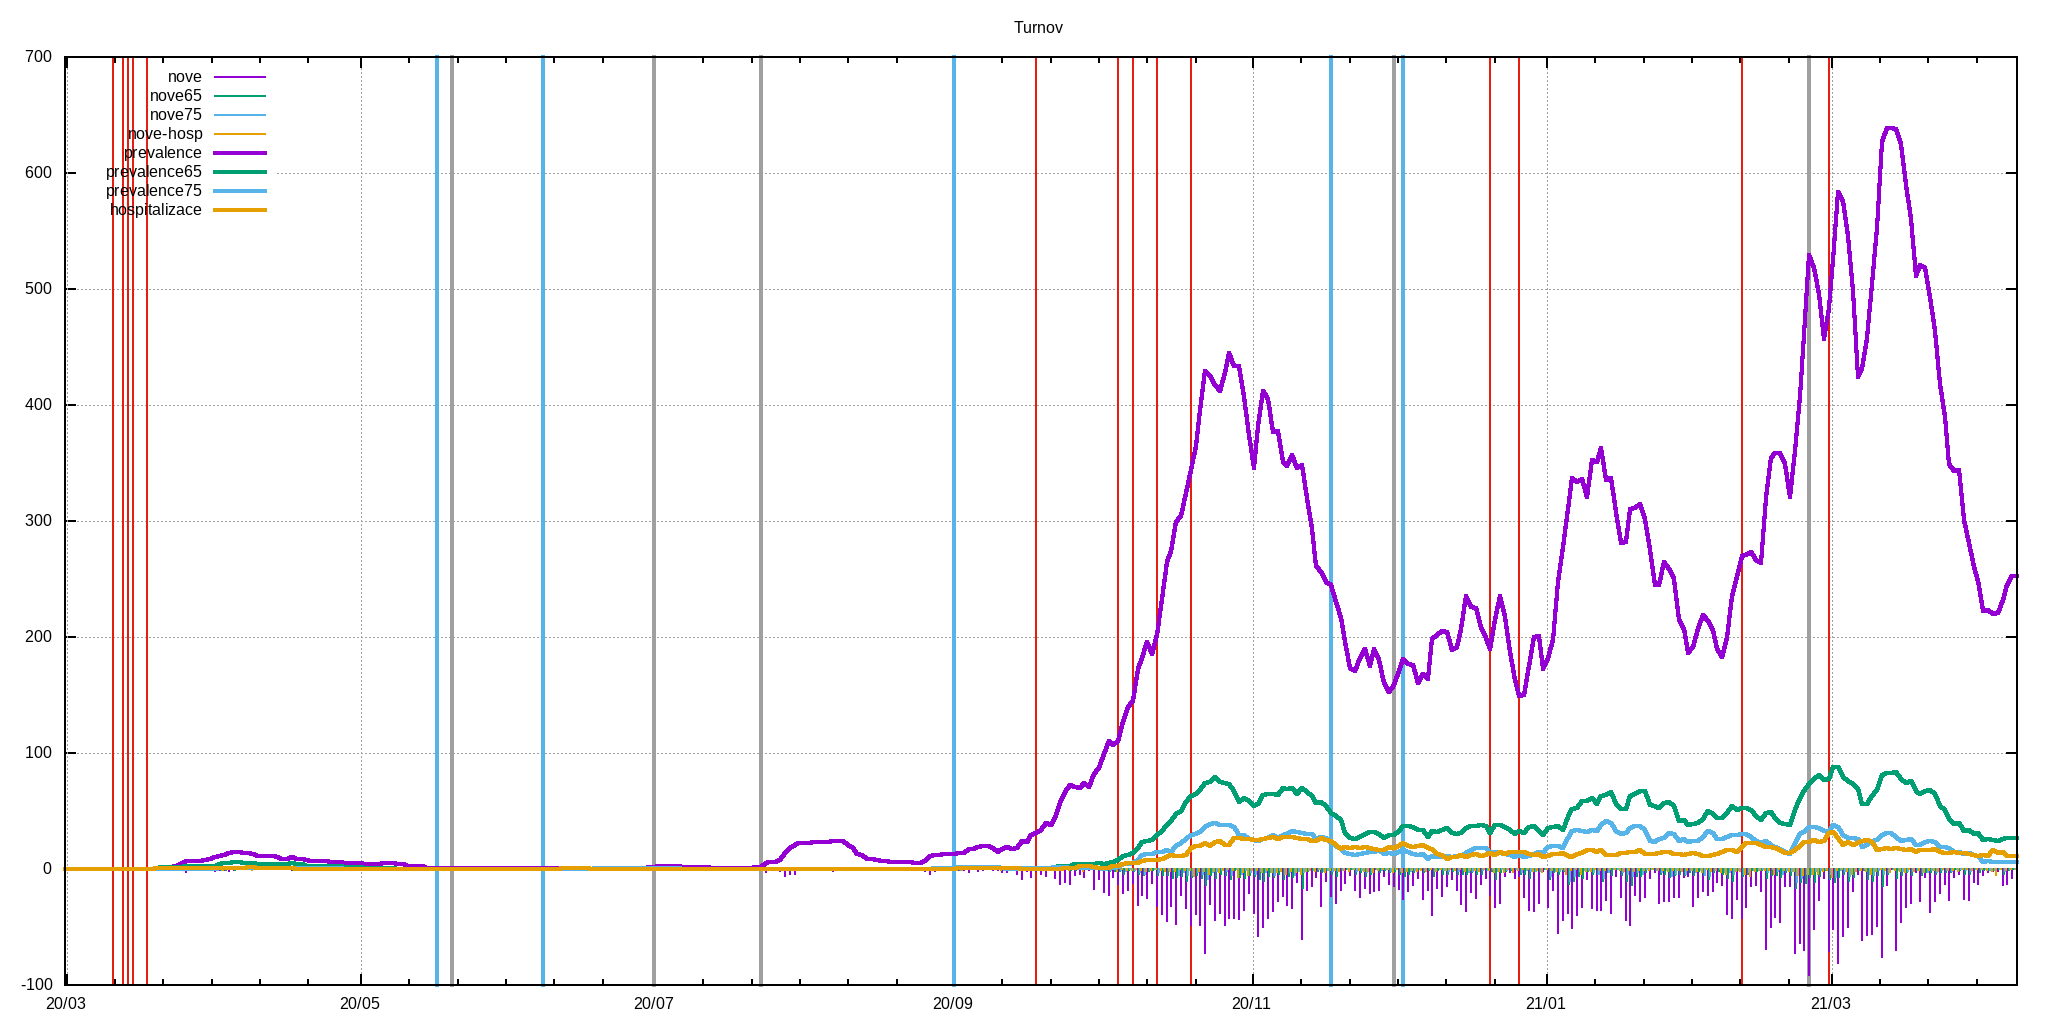 Turnov
700
600
500
400
300
200
100
0
-100
nove
nove65
nove75
nove-hosp
prevalence
prevalence65
prevalence75
hospitalizace
20/03 20/05 20/07 20/09 20/11 21/01 21/03